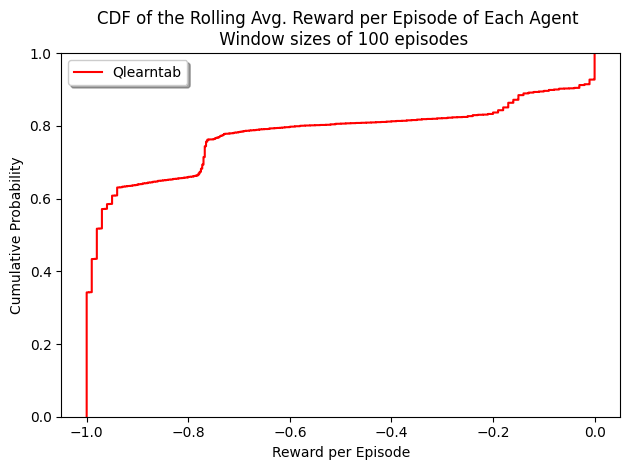 CDF of the Rolling Avg. Reward per Episode of Each Agent
Window sizes of 100 episodes
Qlearntab
1.0
0.8
0.6
0.4
0.2
0.0
Cumulative Probability
−1.0 −0.8 −0.6 −0.4 −0.2 0.0
Reward per Episode